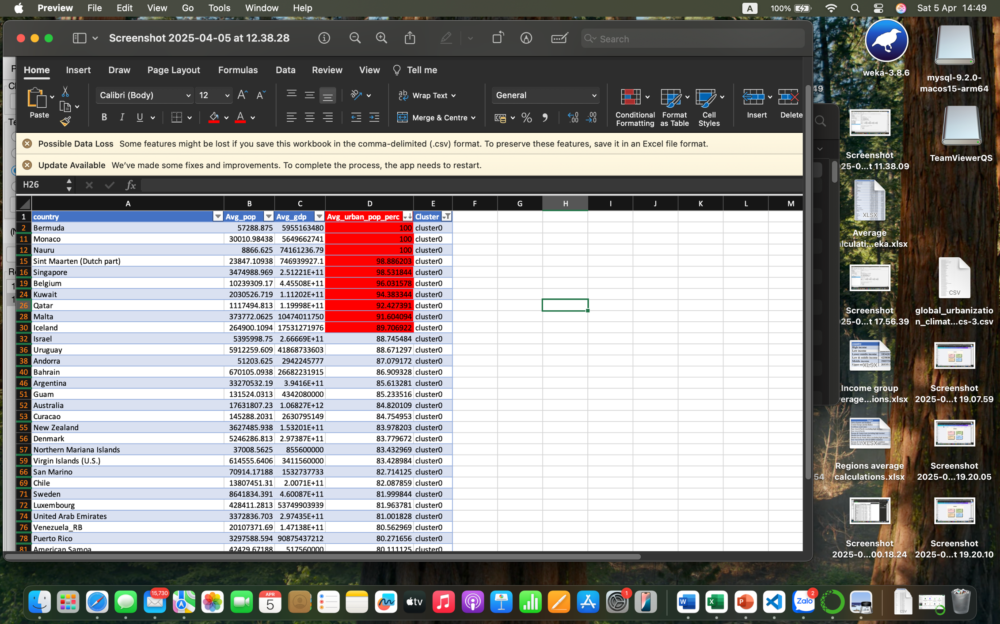 Preview File Edit View Go Tools Window Help
A 100% Sat 5 Apr 14:49
Screenshot 2025-04-05 at 12.38.28
Search
Home Insert Draw Page Layout Formulas Data Review View Tell me
Paste
Calibri (Body) 12
Wrap Text
General
B I U
Merge & Centre
Conditional Formatting
Format as Table
Cell Styles
Insert
Delete
Possible Data Loss Some features might be lost if you save this workbook in the comma-delimited (.csv) format. To preserve these features, save it in an Excel file format.
Update Available We've made some fixes and improvements. To complete the process, the app needs to restart.
H26 fx
A B C D E F G H I J K L M
1 country Avg_pop Avg_gdp Avg_urban_pop_perc Cluster
2 Bermuda 57288.875 5955163480 100 cluster0
11 Monaco 30010.98438 5649662741 100 cluster0
12 Nauru 8866.625 74161236.79 100 cluster0
15 Sint Maarten (Dutch part) 23847.10938 746939927.1 98.886203 cluster0
16 Singapore 3474988.969 2.51221E+11 98.531844 cluster0
19 Belgium 10239309.17 4.45508E+11 96.031578 cluster0
24 Kuwait 2030526.719 1.11202E+11 94.383344 cluster0
26 Qatar 1117494.813 1.19998E+11 92.427391 cluster0
28 Malta 373772.0625 10474011750 91.604094 cluster0
30 Iceland 264900.1094 17531271976 89.706922 cluster0
32 Israel 5395998.75 2.66669E+11 88.745484 cluster0
36 Uruguay 5912259.609 41868733603 88.671297 cluster0
38 Andorra 51203.625 2942245777 87.079172 cluster0
40 Bahrain 670105.0938 26682231915 86.909328 cluster0
46 Argentina 33270532.19 3.9416E+11 85.613281 cluster0
51 Guam 131524.0313 4342080000 85.233516 cluster0
52 Australia 17631807.23 1.06827E+12 84.820109 cluster0
53 Curacao 145288.2031 2630795149 84.754953 cluster0
55 New Zealand 3627485.938 1.53201E+11 83.978203 cluster0
56 Denmark 5246286.813 2.97387E+11 83.779672 cluster0
57 Northern Mariana Islands 37008.5625 855600000 83.432969 cluster0
59 Virgin Islands (U.S.) 614555.6406 3411560000 83.428984 cluster0
66 San Marino 70914.17188 1532737733 82.714125 cluster0
69 Chile 13807451.31 2.0071E+11 82.087859 cluster0
71 Sweden 8641834.391 4.60087E+11 81.999844 cluster0
72 Luxembourg 428411.2813 53749903939 81.963781 cluster0
74 United Arab Emirates 3372836.703 2.97435E+11 81.001828 cluster0
76 Venezuela_RB 20107371.69 1.47138E+11 80.562969 cluster0
78 Puerto Rico 3297588.594 90875437212 80.271656 cluster0
81 American Samoa 42429.67188 517560000 80.111125 cluster0
weka-3.8.6
mysql-9.2.0-
macos15-arm64
49
Screenshot
25-0...t 11.38.09
TeamViewerQS
XLSX
Average
lculati...eka.xlsx
CSV
Screenshot
25-0...t 17.56.39
global_urbanizatio
n_climat...cs-3.csv
XLSX
Income group
erage...ions.xlsx
Screenshot
2025-0...t 19.07.59
XLSX
Regions average
calculations.xlsx
54
Screenshot
2025-0...19.20.05
Screenshot
2025-0...00.18.24
Screenshot
2025-0...t 19.20.10
15,730
APR
5
tv
1
W
X
P
Zalo
2
CSV